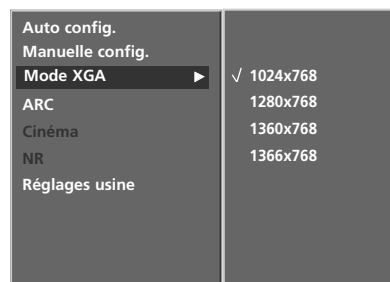 Auto config.
Manuelle config.
Mode XGA ▶ √ 1024x768
ARC 1280x768
Cinéma 1360x768
NR 1366x768
Réglages usine